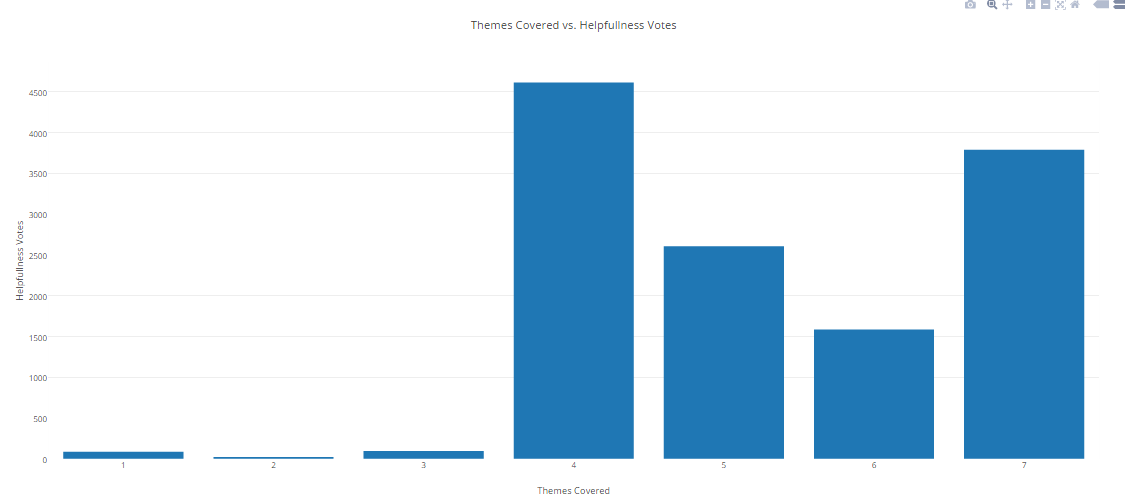 Themes Covered vs. Helpfullness Votes
Helpfullness Votes
4500
4000
3500
3000
2500
2000
1500
1000
500
0
1 2 3 4 5 6 7
Themes Covered